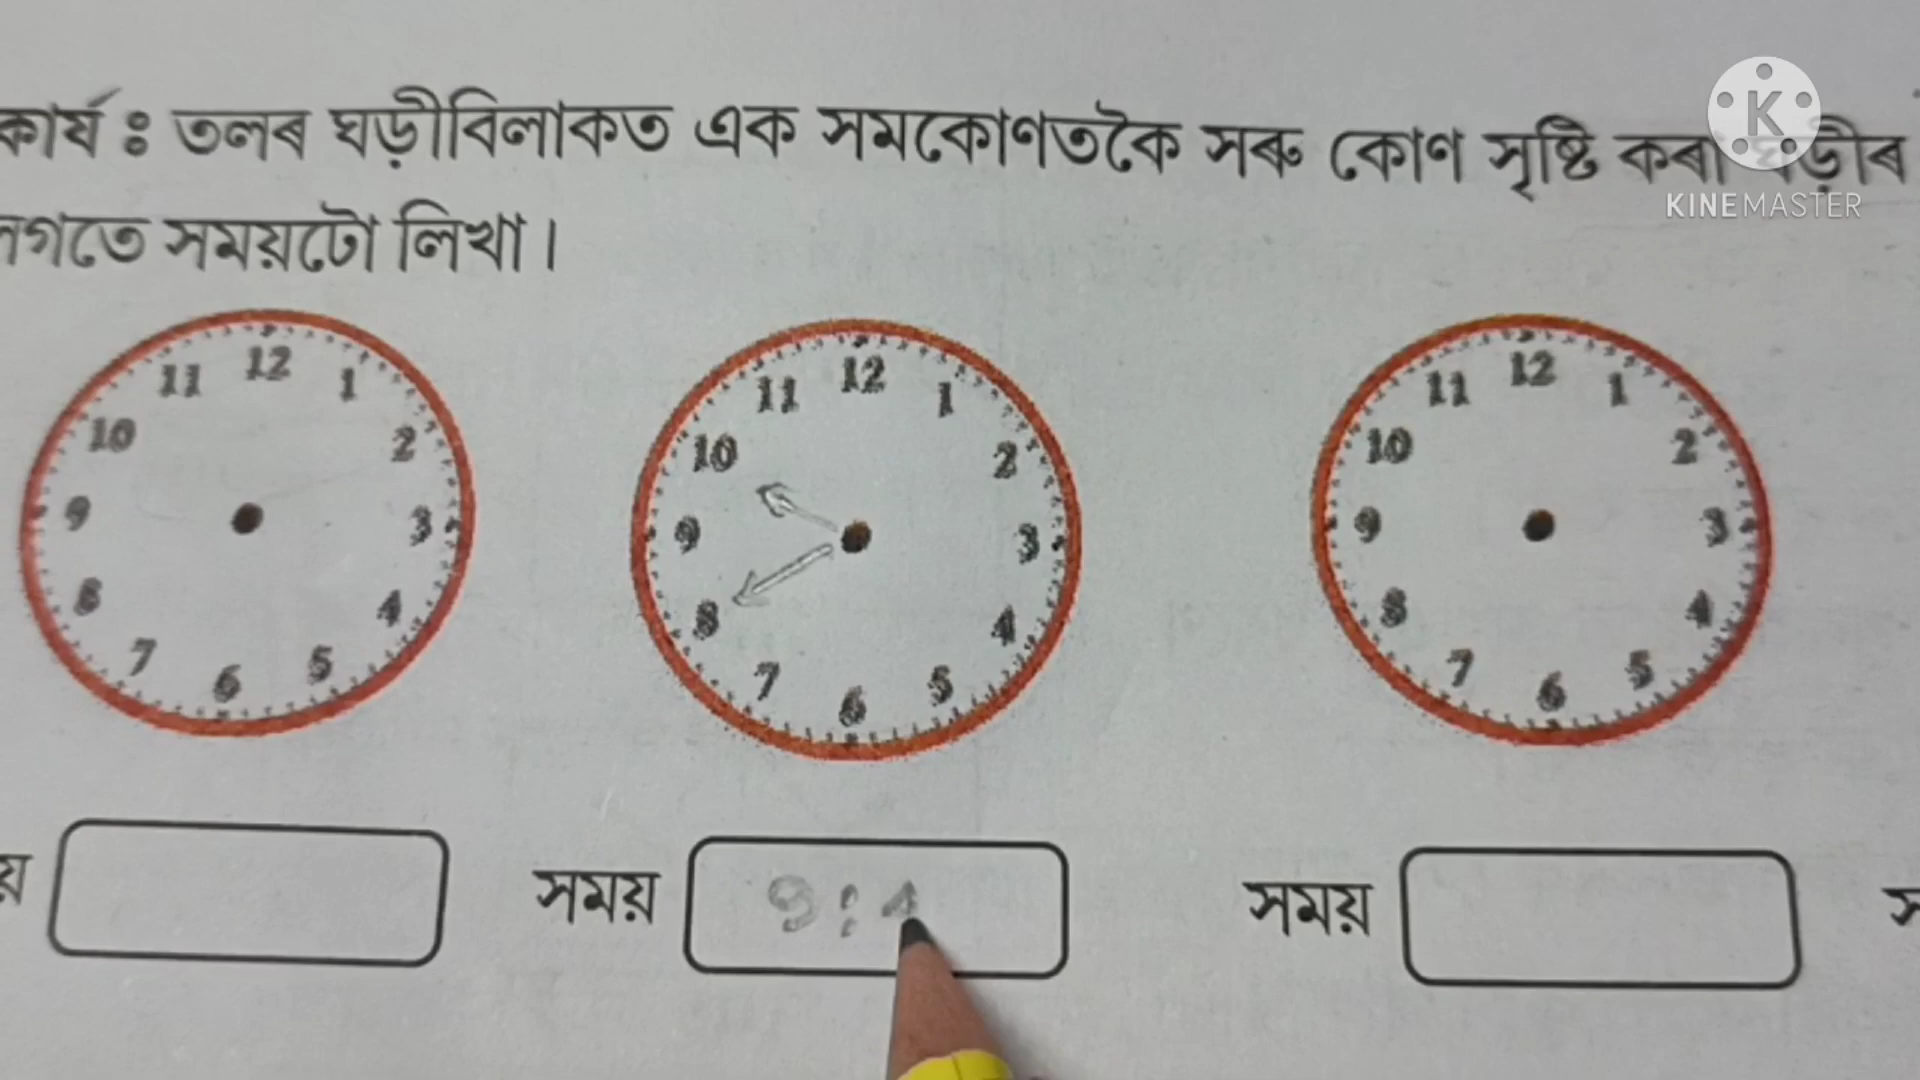 কাৰ্য : তলৰ ঘড়ীবিলাকত এক সমকোণতকৈ সৰু কোণ সৃষ্টি কৰা ঘড়ীৰ
লগতে সময়টো লিখা।
12 1 2 3 4 5 6 7 8 9 10 11
12 1 2 3 4 5 6 7 8 9 10 11
12 1 2 3 4 5 6 7 8 9 10 11
য়
সময় 9:4
সময়
স
K
KINEMASTER